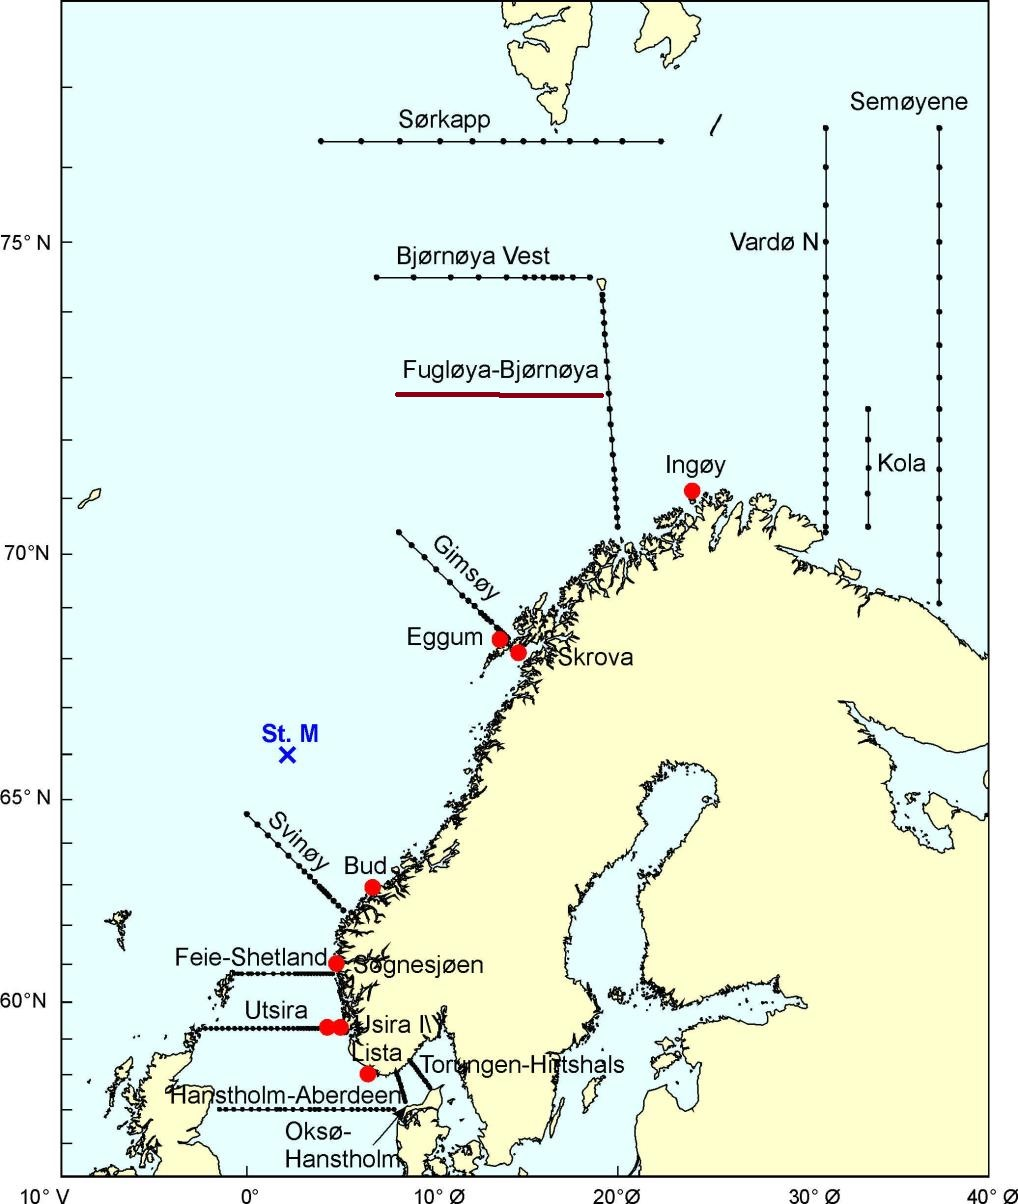 Semøyene
Sørkapp
75° N
Vardø N
Bjørnøya Vest
Fugløya-Bjørnøya
Ingøy
Kola
70°N
Gimsøy
Eggum
Skrova
St. M
65° N
Svinøy
Bud
Feie-Shetland
Sognesjøen
60°N
Utsira
Lista
Torungen-Hirtshals
Hanstholm-Aberdeen
Oksø-
Hanstholm
10° V
0°
10° Ø
20°Ø
30° Ø
40° Ø